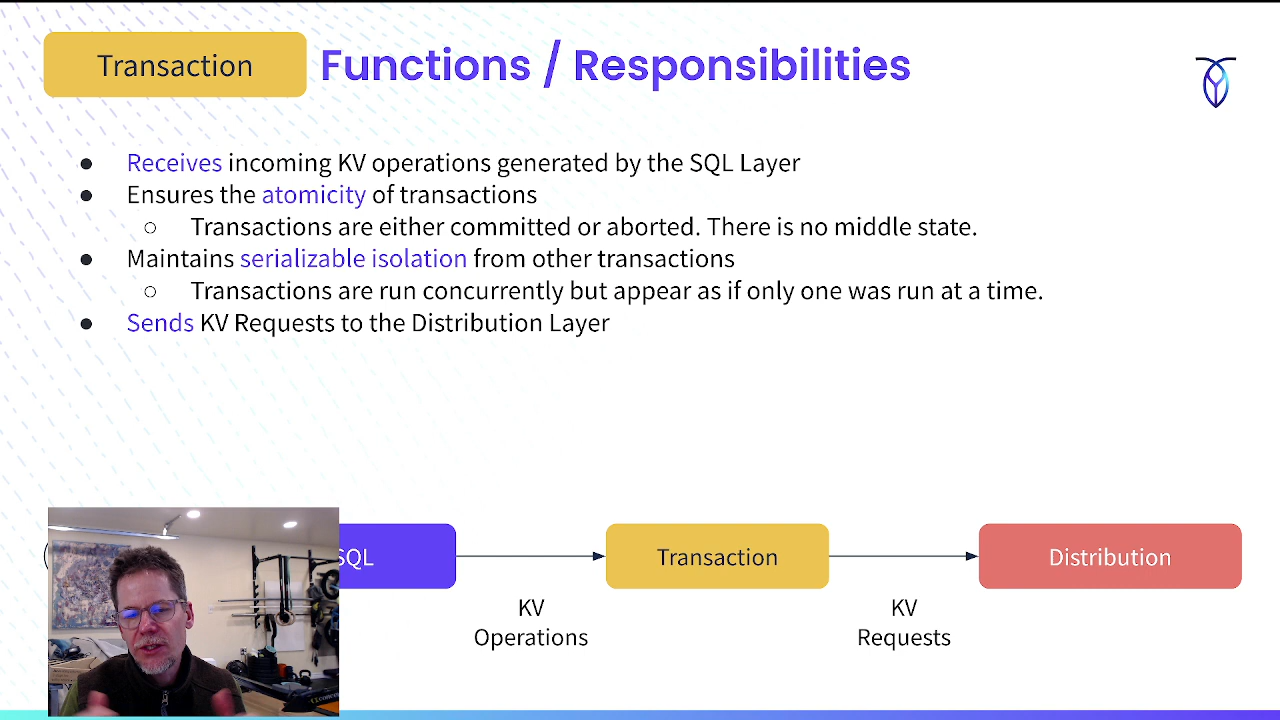 Transaction
Functions / Responsibilities
● Receives incoming KV operations generated by the SQL Layer
● Ensures the atomicity of transactions
○ Transactions are either committed or aborted. There is no middle state.
● Maintains serializable isolation from other transactions
○ Transactions are run concurrently but appear as if only one was run at a time.
● Sends KV Requests to the Distribution Layer
SQL
Transaction
Distribution
KV
Operations
KV
Requests